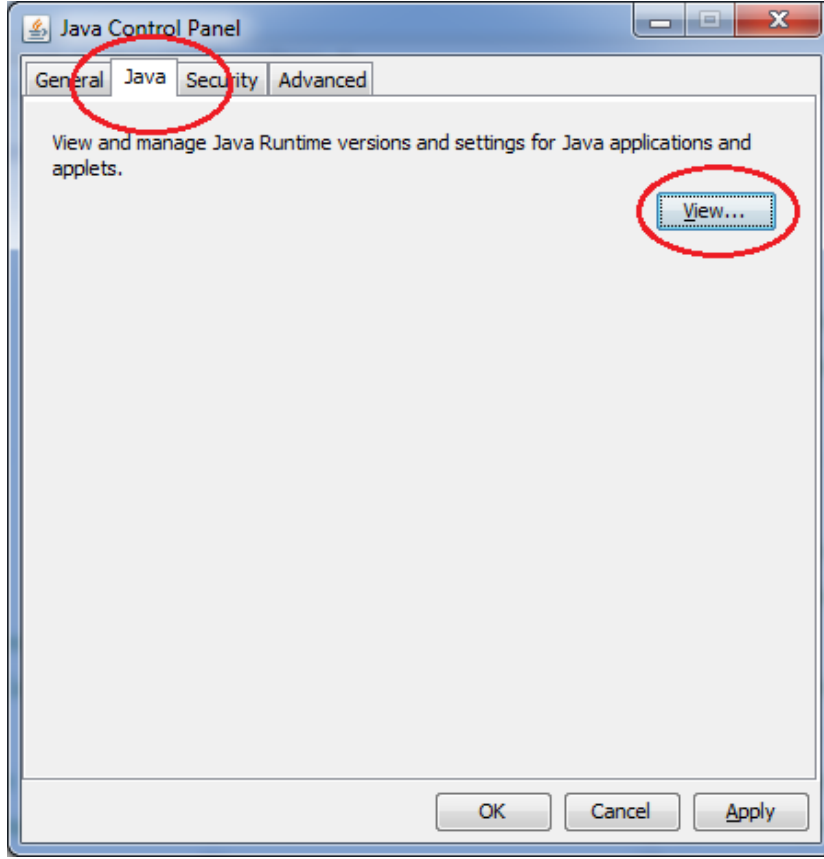 Java Control Panel
General Java Security Advanced
View and manage Java Runtime versions and settings for Java applications and
applets.
View...
OK Cancel Apply